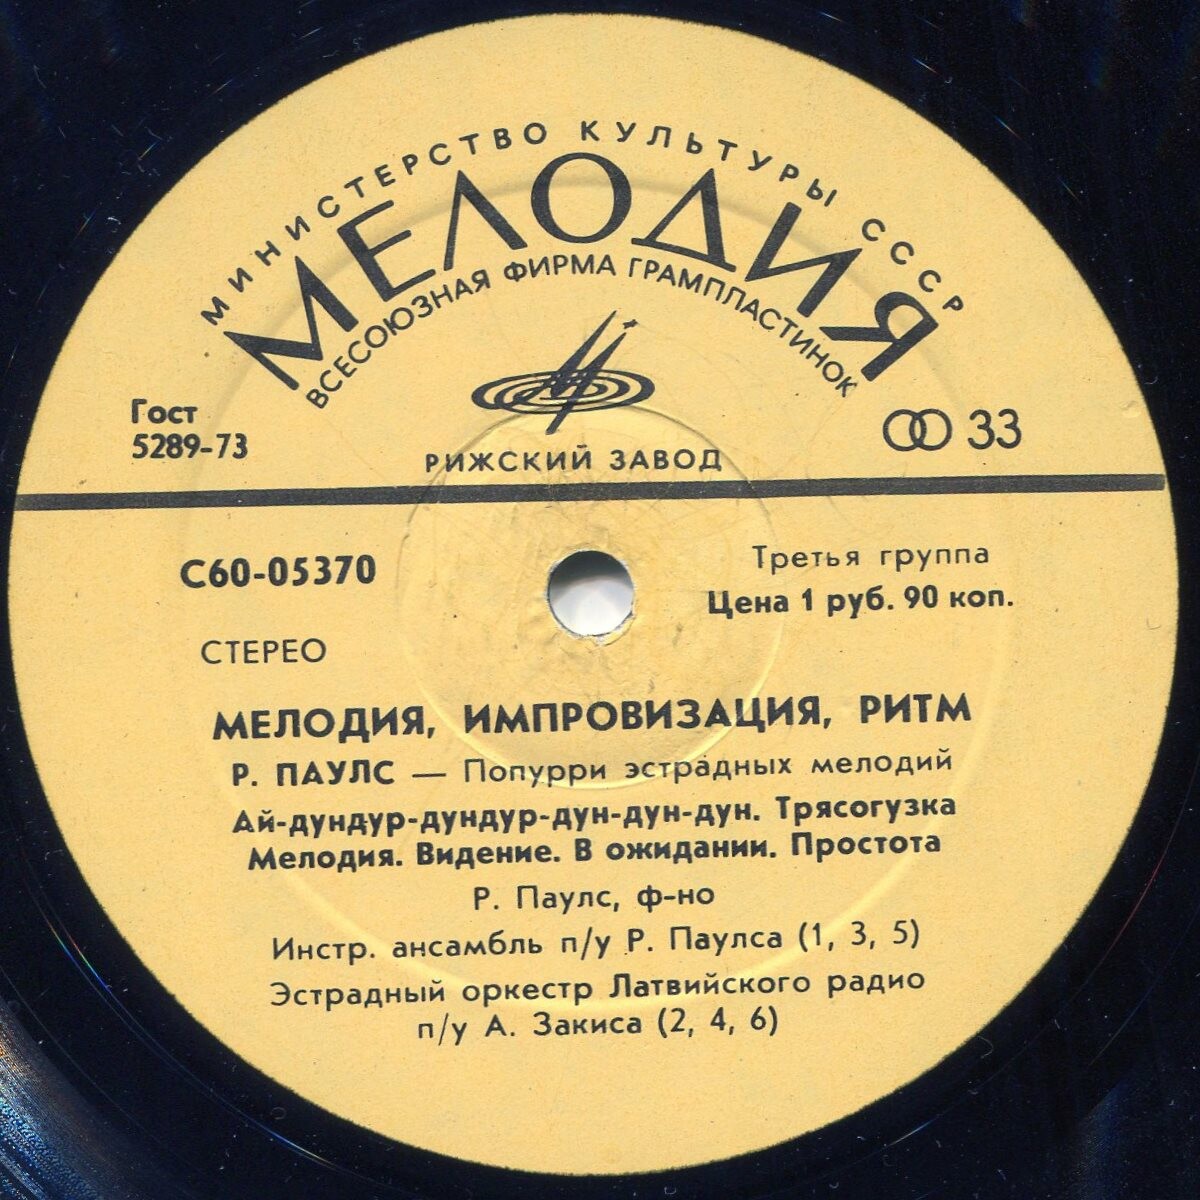 МИНИСТЕРСТВО КУЛЬТУРЫ СССР
МЕЛОДИЯ
ВСЕСОЮЗНАЯ ФИРМА ГРАМПЛАСТИНОК
Гост
5289-73
33
РИЖСКИЙ ЗАВОД
С60-05370
Третья группа
Цена 1 руб. 90 коп.
СТЕРЕО
МЕЛОДИЯ, ИМПРОВИЗАЦИЯ, РИТМ
Р. ПАУЛС — Попурри эстрадных мелодий
Ай-дундур-дундур-дун-дун-дун. Трясогузка
Мелодия. Видение. В ожидании. Простота
Р. Паулс, ф-но
Инстр. ансамбль п/у Р. Паулса (1, 3, 5)
Эстрадный оркестр Латвийского радио
п/у А. Закиса (2, 4, 6)